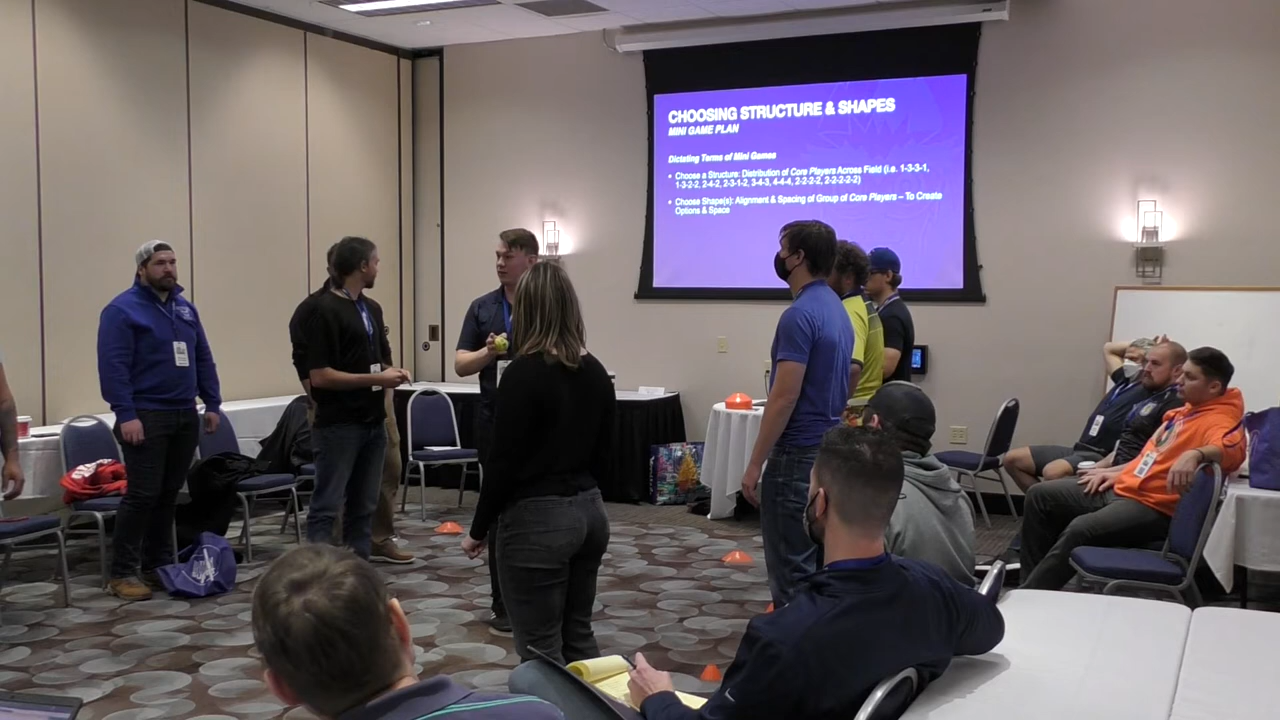 CHOOSING STRUCTURE & SHAPES
MINI GAME PLAN
Dictating Terms of Mini Games
• Choose a Structure: Distribution of Core Players Across Field (i.e. 1-3-3-1,
1-3-2-2, 2-4-2, 2-3-1-2, 3-4-3, 4-4-4, 2-2-2-2, 2-2-2-2-2)
• Choose Shape(s): Alignment & Spacing of Group of Core Players – To Create
Options & Space